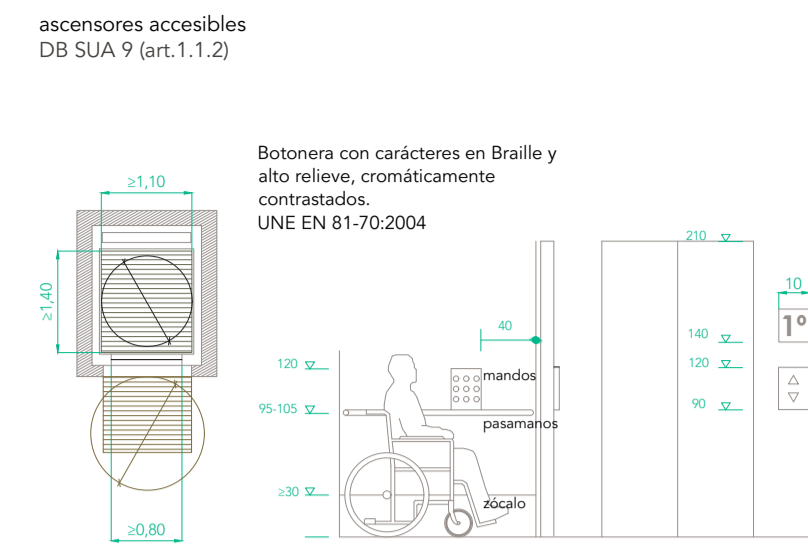 ascensores accesibles
DB SUA 9 (art.1.1.2)
Botonera con carácteres en Braille y
alto relieve, cromáticamente
contrastados.
UNE EN 81-70:2004
≥1,10
≥1,40
≥0,80
40
120
mandos
95-105
pasamanos
≥30
zócalo
210
140
120
90
10
1º